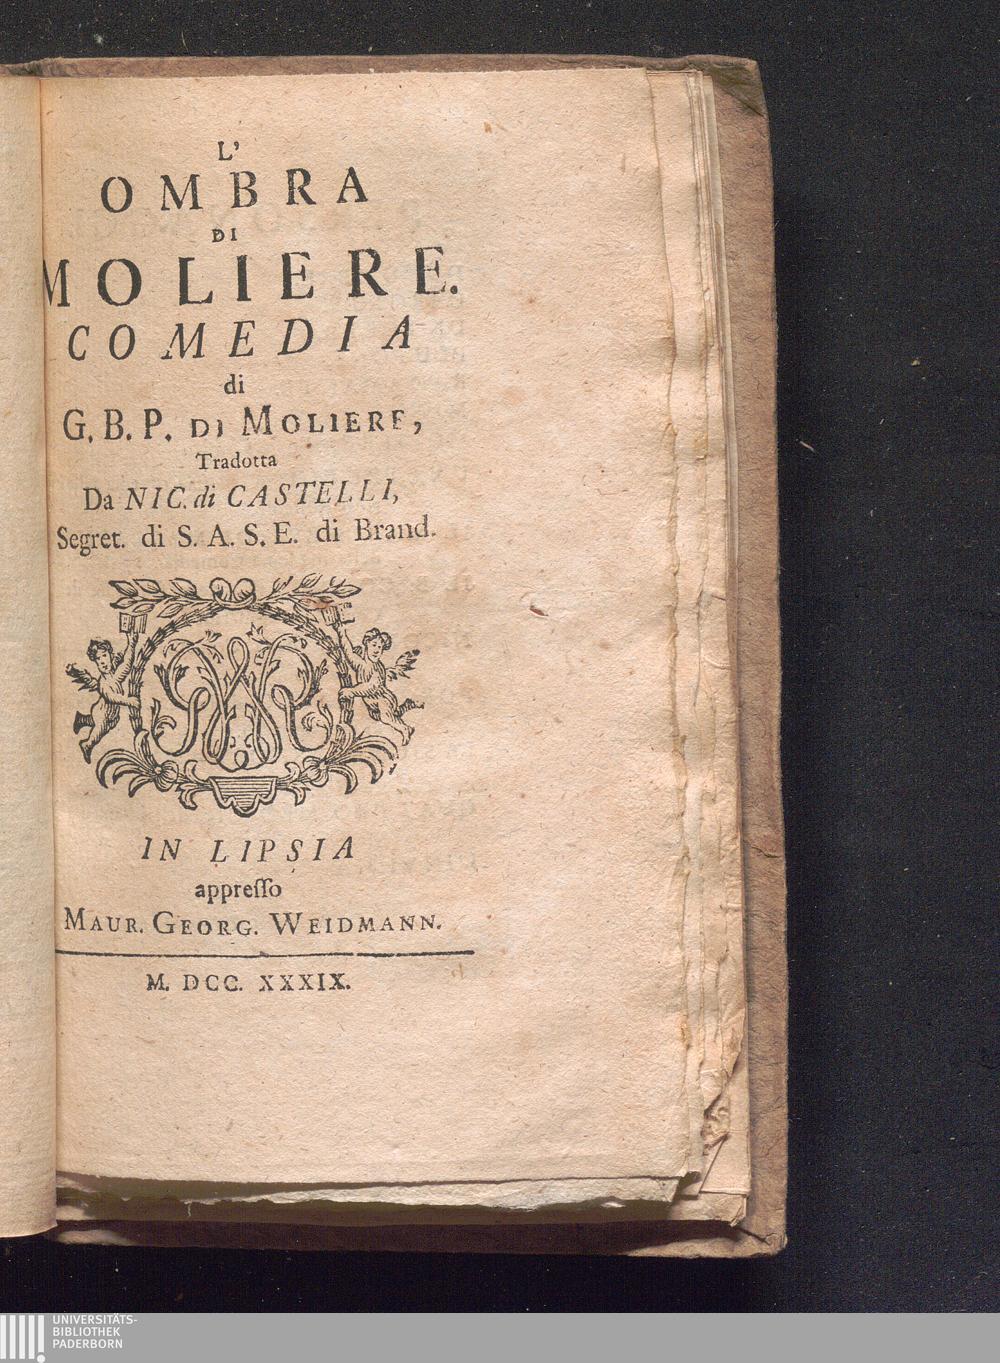 L’
OMBRA
DI
MOLIERE.
COMEDIA
di
G. B. P. DI MOLIERE,
Tradotta
Da NIC. di CASTELLI,
Segret. di S. A. S. E. di Brand.
IN LIPSIA
appreſſo
MAUR. GEORG. WEIDMANN.
M. DCC. XXXIX.
UNIVERSITÄTS-
BIBLIOTHEK
PADERBORN